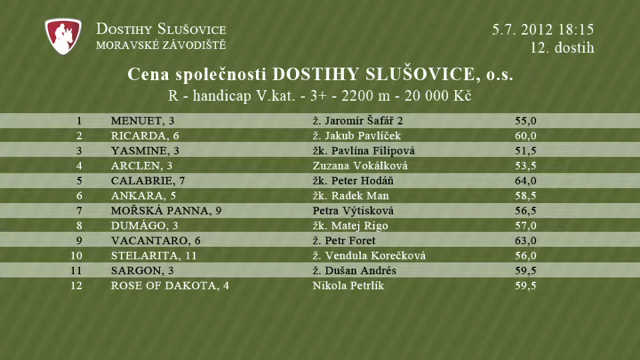 DOSTIHY SLUŠOVICE
MORAVSKÉ ZÁVODIŠTĚ
5.7. 2012 18:15
12. dostih
Cena společnosti DOSTIHY SLUŠOVICE, o.s.
R - handicap V.kat. - 3+ - 2200 m - 20 000 Kč
1 MENUET, 3 ž. Jaromír Šafář 2 55,0
2 RICARDA, 6 ž. Jakub Pavlíček 60,0
3 YASMINE, 3 žk. Pavlína Filipová 51,5
4 ARCLEN, 3 Zuzana Vokálková 53,5
5 CALABRIE, 7 žk. Peter Hodáň 64,0
6 ANKARA, 5 žk. Radek Man 58,5
7 MOŘSKÁ PANNA, 9 Petra Výtisková 56,5
8 DUMÁGO, 3 žk. Matej Rigo 57,0
9 VACANTARO, 6 ž. Petr Foret 63,0
10 STELARITA, 11 ž. Vendula Korečková 56,0
11 SARGON, 3 ž. Dušan Andrés 59,5
12 ROSE OF DAKOTA, 4 Nikola Petrlík 59,5